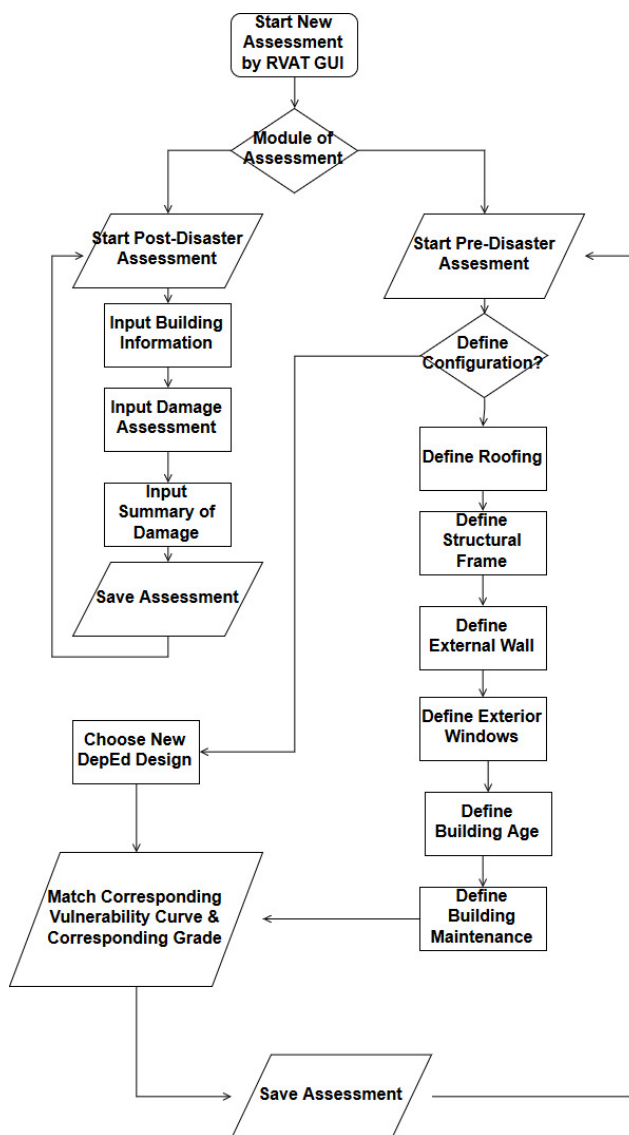 Start New
Assessment
by RVAT GUI
Module of
Assessment
Start Post-Disaster
Assessment
Input Building
Information
Input Damage
Assessment
Input
Summary of
Damage
Save Assessment
Start Pre-Disaster
Assesment
Define
Configuration?
Define Roofing
Define
Structural
Frame
Define
External Wall
Define Exterior
Windows
Define
Building Age
Define
Building
Maintenance
Choose New
DepEd Design
Match Corresponding
Vulnerability Curve &
Corresponding Grade
Save Assessment